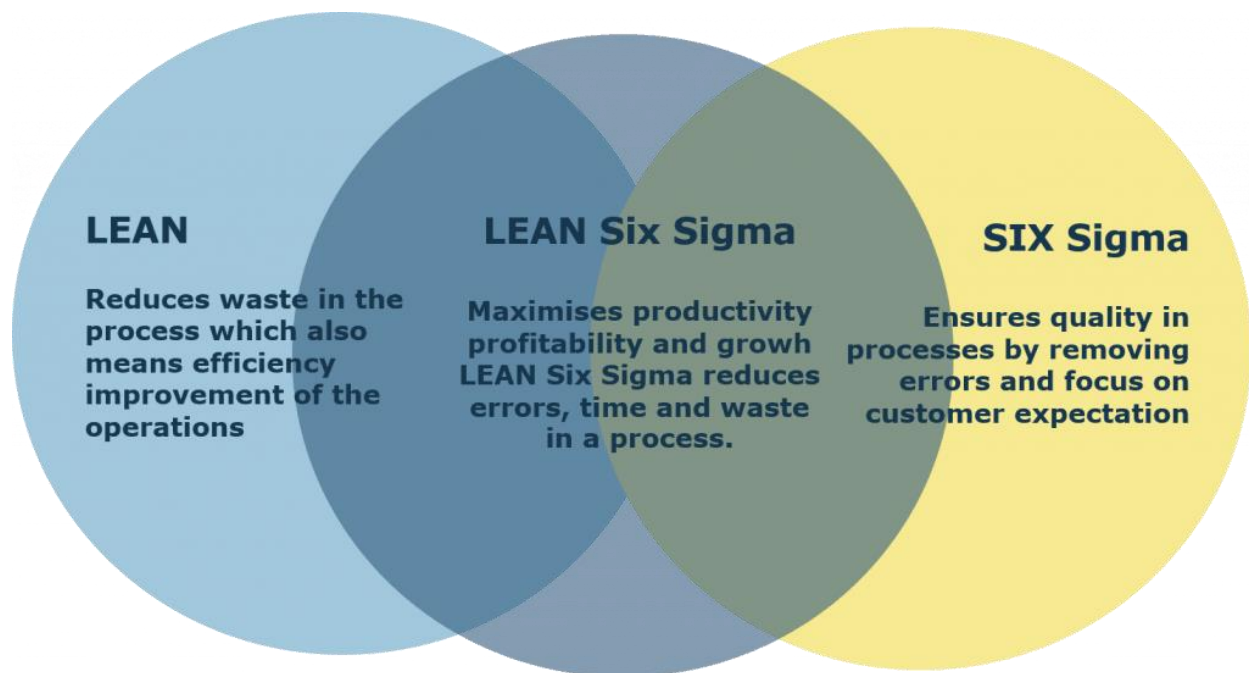 LEAN
Reduces waste in the
process which also
means efficiency
improvement of the
operations
LEAN Six Sigma
Maximises productivity
profitability and growth
LEAN Six Sigma reduces
errors, time and waste
in a process.
SIX Sigma
Ensures quality in
processes by removing
errors and focus on
customer expectation